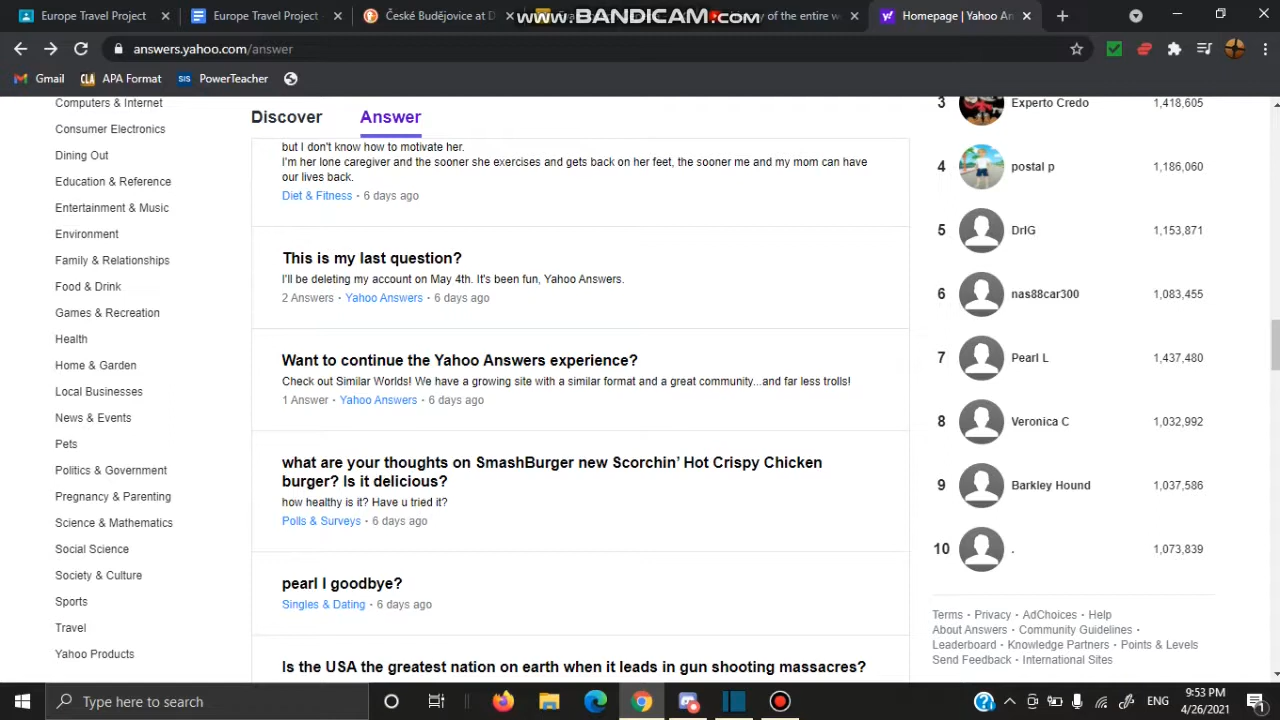 Europe Travel Project
Europe Travel Project
České Budějovice at D
www.BANDICAM.com
y of the entire w
Homepage | Yahoo An
answers.yahoo.com/answer
Gmail
CLA
APA Format
SIS
PowerTeacher
Computers & Internet
Consumer Electronics
Dining Out
Education & Reference
Entertainment & Music
Environment
Family & Relationships
Food & Drink
Games & Recreation
Health
Home & Garden
Local Businesses
News & Events
Pets
Politics & Government
Pregnancy & Parenting
Science & Mathematics
Social Science
Society & Culture
Sports
Travel
Yahoo Products
Discover
Answer
but I don't know how to motivate her.
I'm her lone caregiver and the sooner she exercises and gets back on her feet, the sooner me and my mom can have
our lives back.
Diet & Fitness · 6 days ago
This is my last question?
I'll be deleting my account on May 4th. It's been fun, Yahoo Answers.
2 Answers · Yahoo Answers · 6 days ago
Want to continue the Yahoo Answers experience?
Check out Similar Worlds! We have a growing site with a similar format and a great community...and far less trolls!
1 Answer · Yahoo Answers · 6 days ago
what are your thoughts on SmashBurger new Scorchin’ Hot Crispy Chicken
burger? Is it delicious?
how healthy is it? Have u tried it?
Polls & Surveys · 6 days ago
pearl l goodbye?
Singles & Dating · 6 days ago
Is the USA the greatest nation on earth when it leads in gun shooting massacres?
3 Experto Credo 1,418,605
4 postal p 1,186,060
5 DrIG 1,153,871
6 nas88car300 1,083,455
7 Pearl L 1,437,480
8 Veronica C 1,032,992
9 Barkley Hound 1,037,586
10 . 1,073,839
Terms · Privacy · AdChoices · Help
About Answers · Community Guidelines ·
Leaderboard · Knowledge Partners · Points & Levels
Send Feedback · International Sites
Type here to search
ENG
9:53 PM
4/26/2021
1